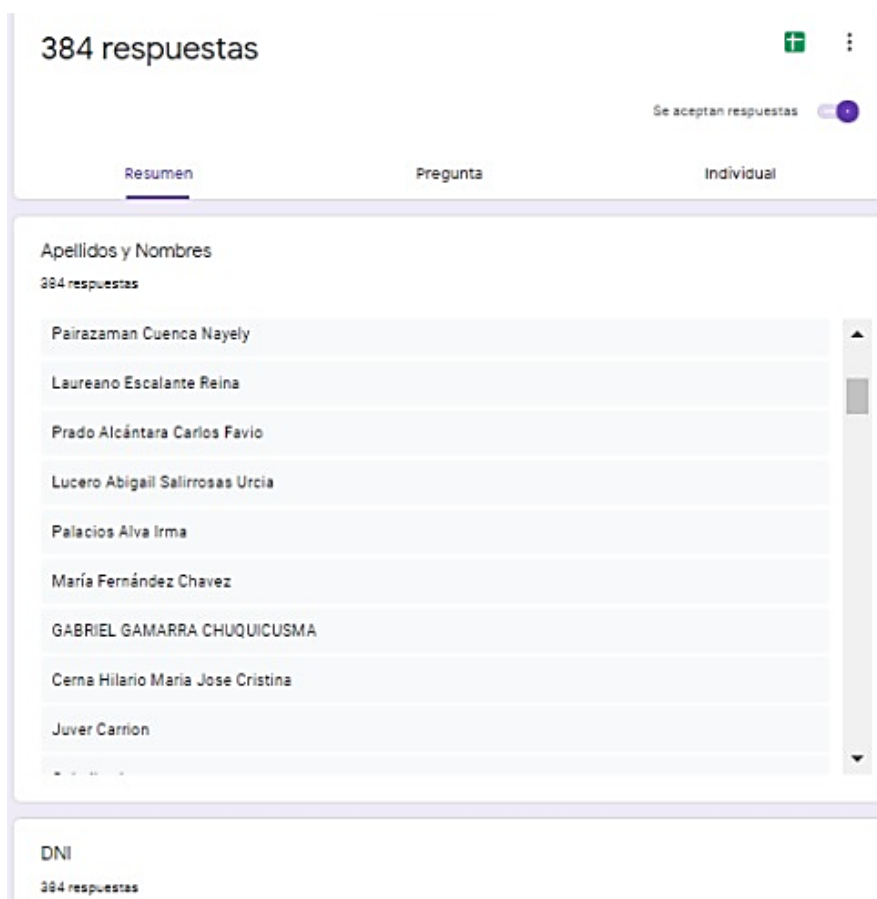 384 respuestas
Se aceptan respuestas
Resumen Pregunta Individual
Apellidos y Nombres
384 respuestas
Pairazaman Cuenca Nayely
Laureano Escalante Reina
Prado Alcántara Carlos Favio
Lucero Abigail Salirrosas Urcia
Palacios Alva Irma
María Fernández Chavez
GABRIEL GAMARRA CHUQUICUSMA
Cerna Hilario Maria Jose Cristina
Juver Carrion
DNI
384 respuestas